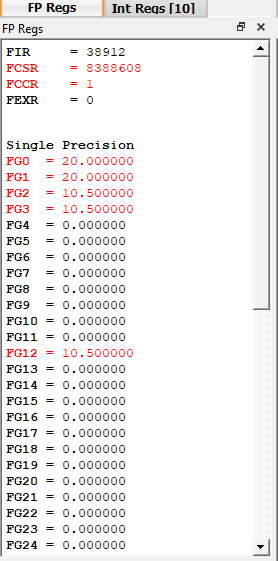 FP Regs Int Regs [10]
FP Regs
FIR = 38912
FCSR = 8388608
FCCR = 1
FEXR = 0
Single Precision
FG0 = 20.000000
FG1 = 20.000000
FG2 = 10.500000
FG3 = 10.500000
FG4 = 0.000000
FG5 = 0.000000
FG6 = 0.000000
FG7 = 0.000000
FG8 = 0.000000
FG9 = 0.000000
FG10 = 0.000000
FG11 = 0.000000
FG12 = 10.500000
FG13 = 0.000000
FG14 = 0.000000
FG15 = 0.000000
FG16 = 0.000000
FG17 = 0.000000
FG18 = 0.000000
FG19 = 0.000000
FG20 = 0.000000
FG21 = 0.000000
FG22 = 0.000000
FG23 = 0.000000
FG24 = 0.000000